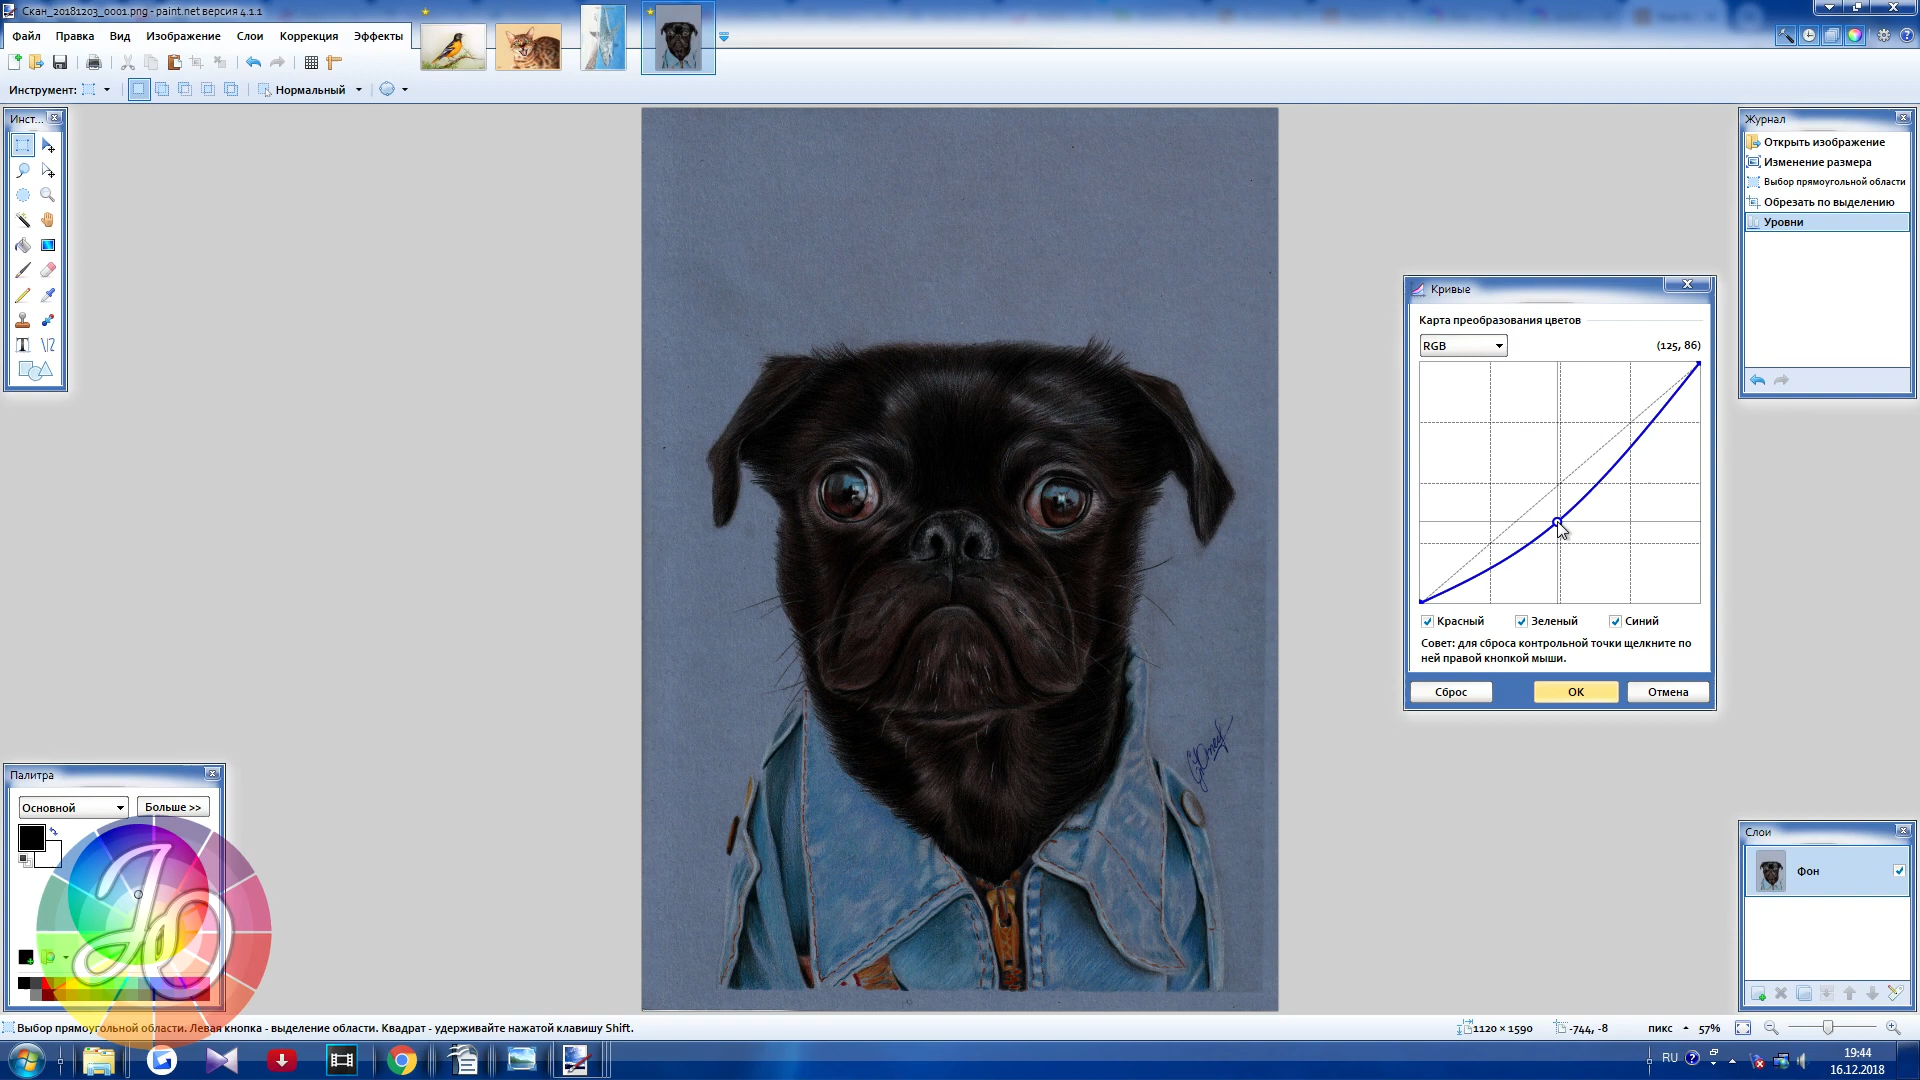 Скан_20181203_0001.png - paint.net версия 4.1.1
Файл Правка Вид Изображение Слои Коррекция Эффекты
Инструмент: Нормальный
Инст...
Журнал
Открыть изображение
Изменение размера
Выбор прямоугольной области
Обрезать по выделению
Уровни
Кривые
Карта преобразования цветов
RGB (125, 86)
Красный Зеленый Синий
Совет: для сброса контрольной точки щелкните по
ней правой кнопкой мыши.
Сброс OK Отмена
Палитра
Основной Больше >>
Слои
Фон
Выбор прямоугольной области. Левая кнопка - выделение области. Квадрат - удерживайте нажатой клавишу Shift.
1120 × 1590 -744, -8 пикс 57%
RU 19:44
16.12.2018